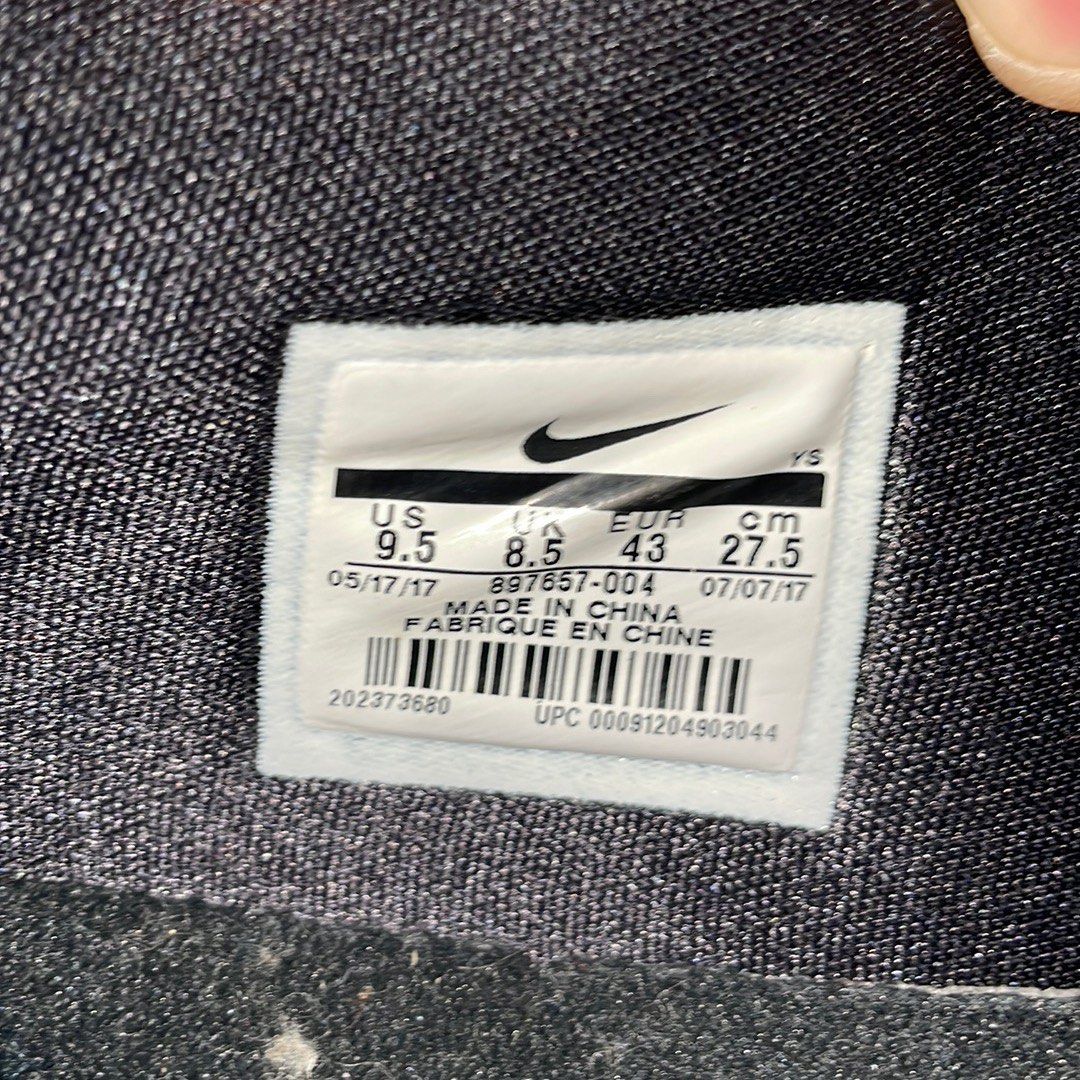 YS
US UK EUR cm
9.5 8.5 43 27.5
05/17/17 897657-004 07/07/17
MADE IN CHINA
FABRIQUE EN CHINE
202373680 UPC 00091204903044